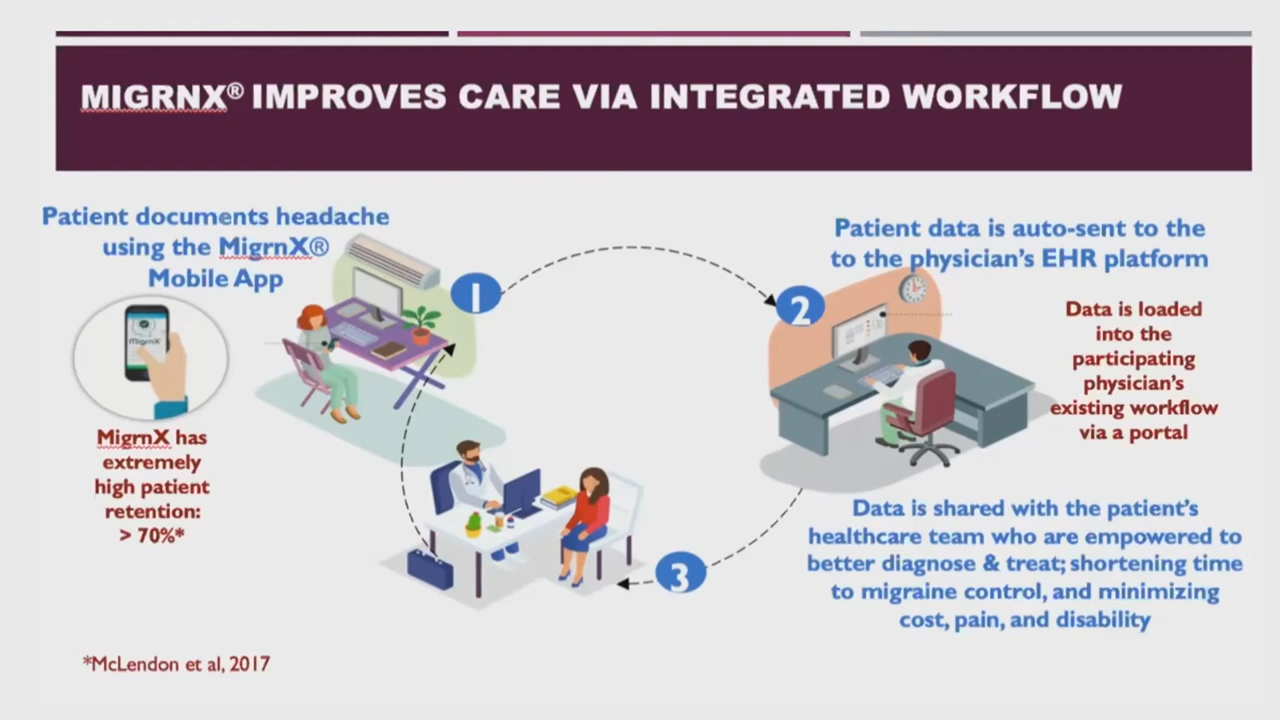 MIGRNX® IMPROVES CARE VIA INTEGRATED WORKFLOW
Patient documents headache
using the MigrnX®
Mobile App
1
MigrnX
MigrnX has
extremely
high patient
retention:
> 70%*
2
Patient data is auto-sent to the
to the physician's EHR platform
Data is loaded
into the
participating
physician's
existing workflow
via a portal
3
Data is shared with the patient's
healthcare team who are empowered to
better diagnose & treat; shortening time
to migraine control, and minimizing
cost, pain, and disability
*McLendon et al, 2017